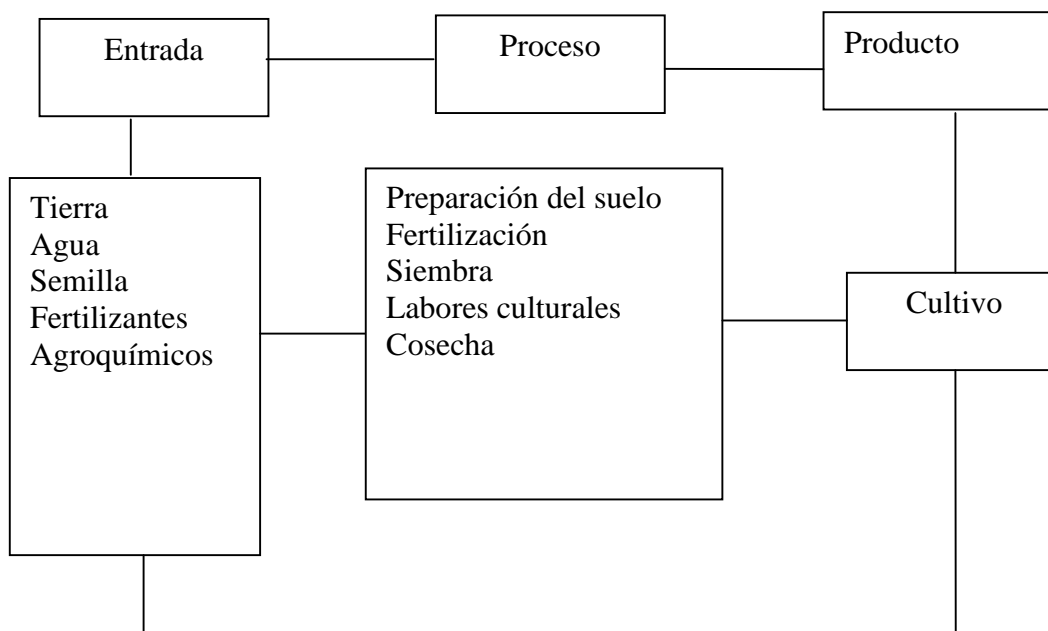 Entrada
Proceso
Producto
Tierra
Agua
Semilla
Fertilizantes
Agroquímicos
Preparación del suelo
Fertilización
Siembra
Labores culturales
Cosecha
Cultivo